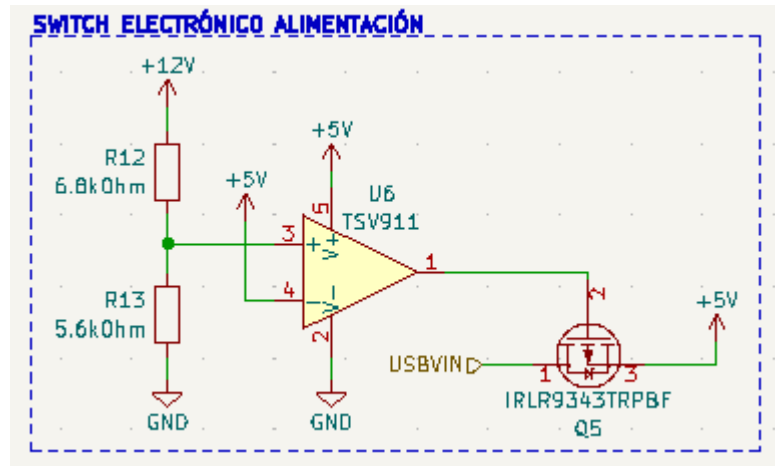 SWITCH ELECTRÓNICO ALIMENTACIÓN
+12V
R12
6.8kOhm
+5V
+5V
U6
TSV911
5
V+
3
+
1
4
-
V-
2
R13
5.6kOhm
GND
GND
USBVIN
2
1
3
+5V
IRLR9343TRPBF
Q5